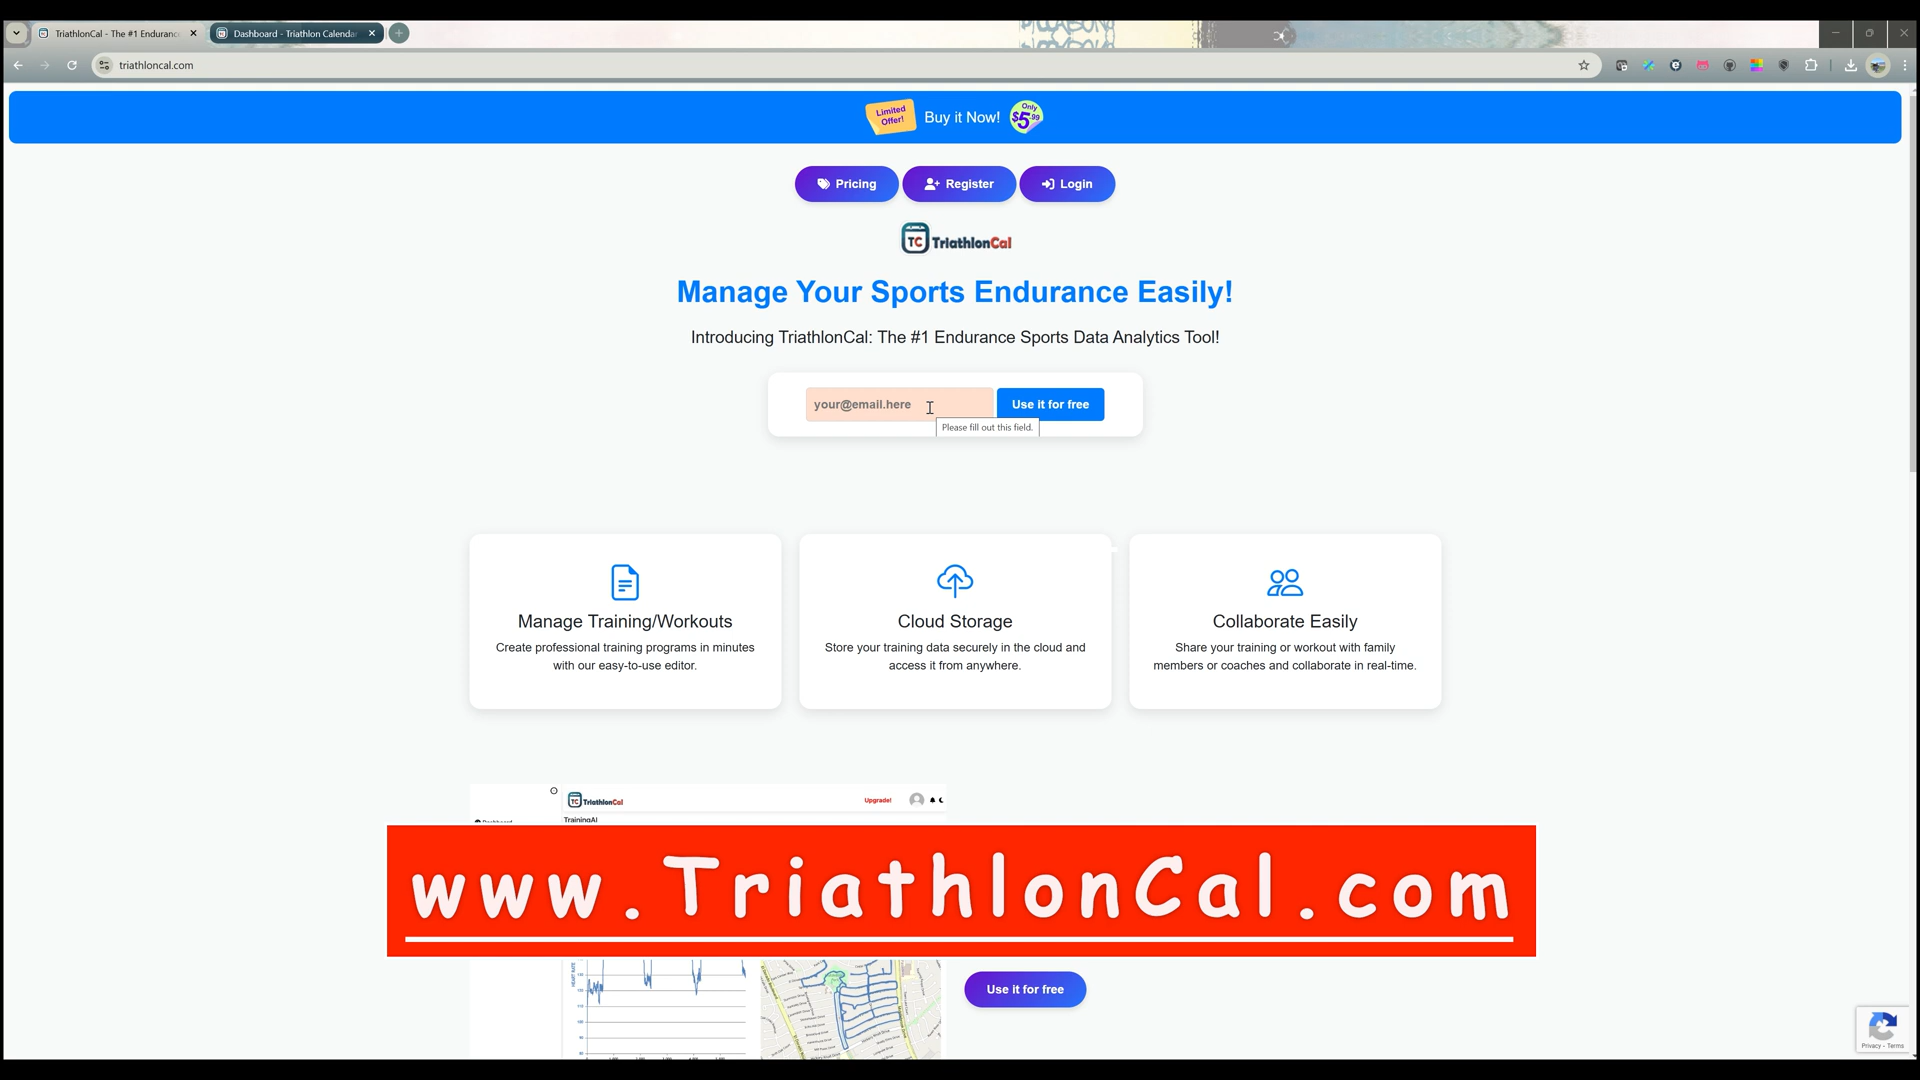 TriathlonCal - The #1 Enduranc
Dashboard - Triathlon Calendar
triathloncal.com
Limited
Offer!
Buy it Now!
Only
$5.99
Pricing
Register
Login
TC TriathlonCal
Manage Your Sports Endurance Easily!
Introducing TriathlonCal: The #1 Endurance Sports Data Analytics Tool!
your@email.here
Use it for free
Please fill out this field.
Manage Training/Workouts
Create professional training programs in minutes
with our easy-to-use editor.
Cloud Storage
Store your training data securely in the cloud and
access it from anywhere.
Collaborate Easily
Share your training or workout with family
members or coaches and collaborate in real-time.
TC TriathlonCal
Upgrade!
TrainingAI
www.TriathlonCal.com
HEART RATE
Use it for free
Privacy - Terms